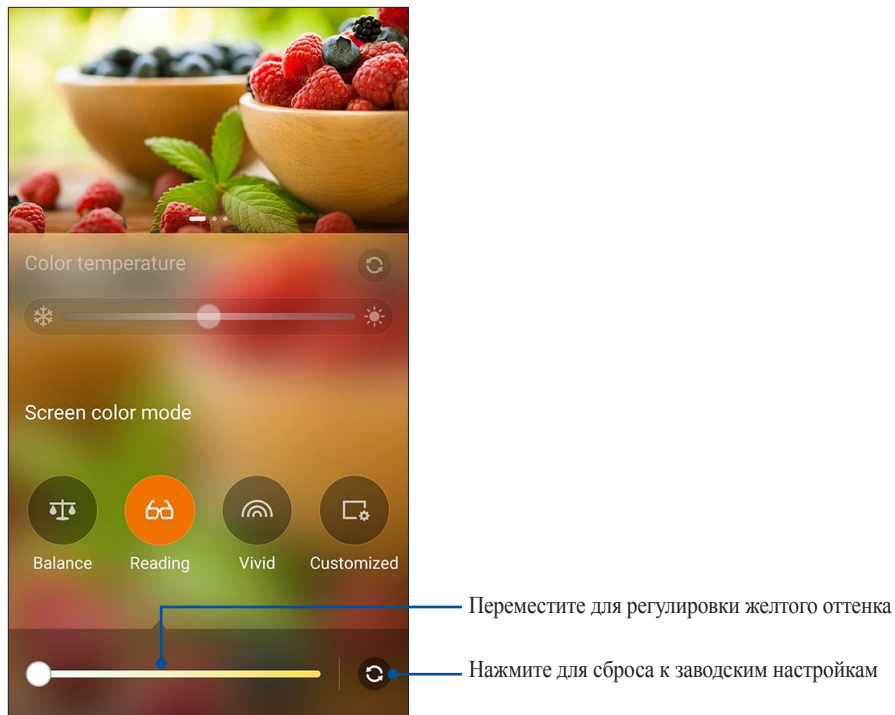 Color temperature
Screen color mode
Balance Reading Vivid Customized
Переместите для регулировки желтого оттенка
Нажмите для сброса к заводским настройкам